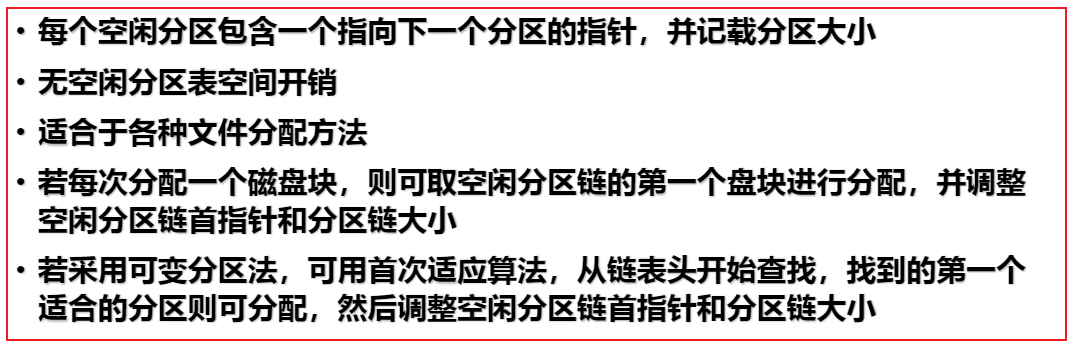 • 每个空闲分区包含一个指向下一个分区的指针，并记载分区大小
• 无空闲分区表空间开销
• 适合于各种文件分配方法
• 若每次分配一个磁盘块，则可取空闲分区链的第一个盘块进行分配，并调整
空闲分区链首指针和分区链大小
• 若采用可变分区法，可用首次适应算法，从链表头开始查找，找到的第一个
适合的分区则可分配，然后调整空闲分区链首指针和分区链大小